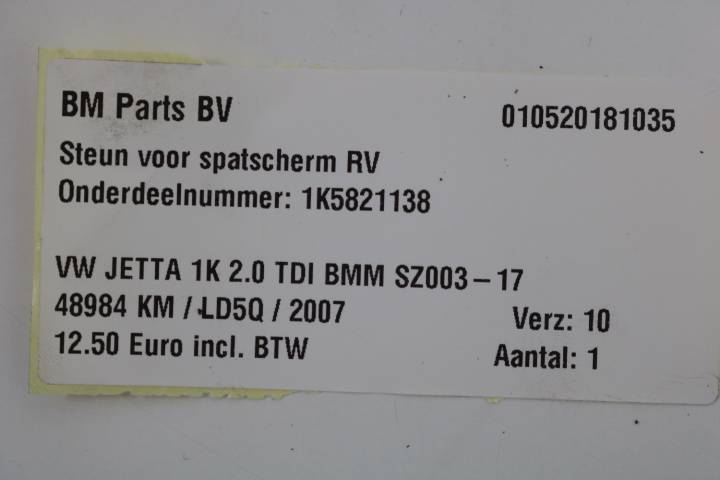 BM Parts BV 010520181035
Steun voor spatscherm RV
Onderdeelnummer: 1K5821138
VW JETTA 1K 2.0 TDI BMM SZ003-17
48984 KM / LD5Q / 2007 Verz: 10
12.50 Euro incl. BTW Aantal: 1